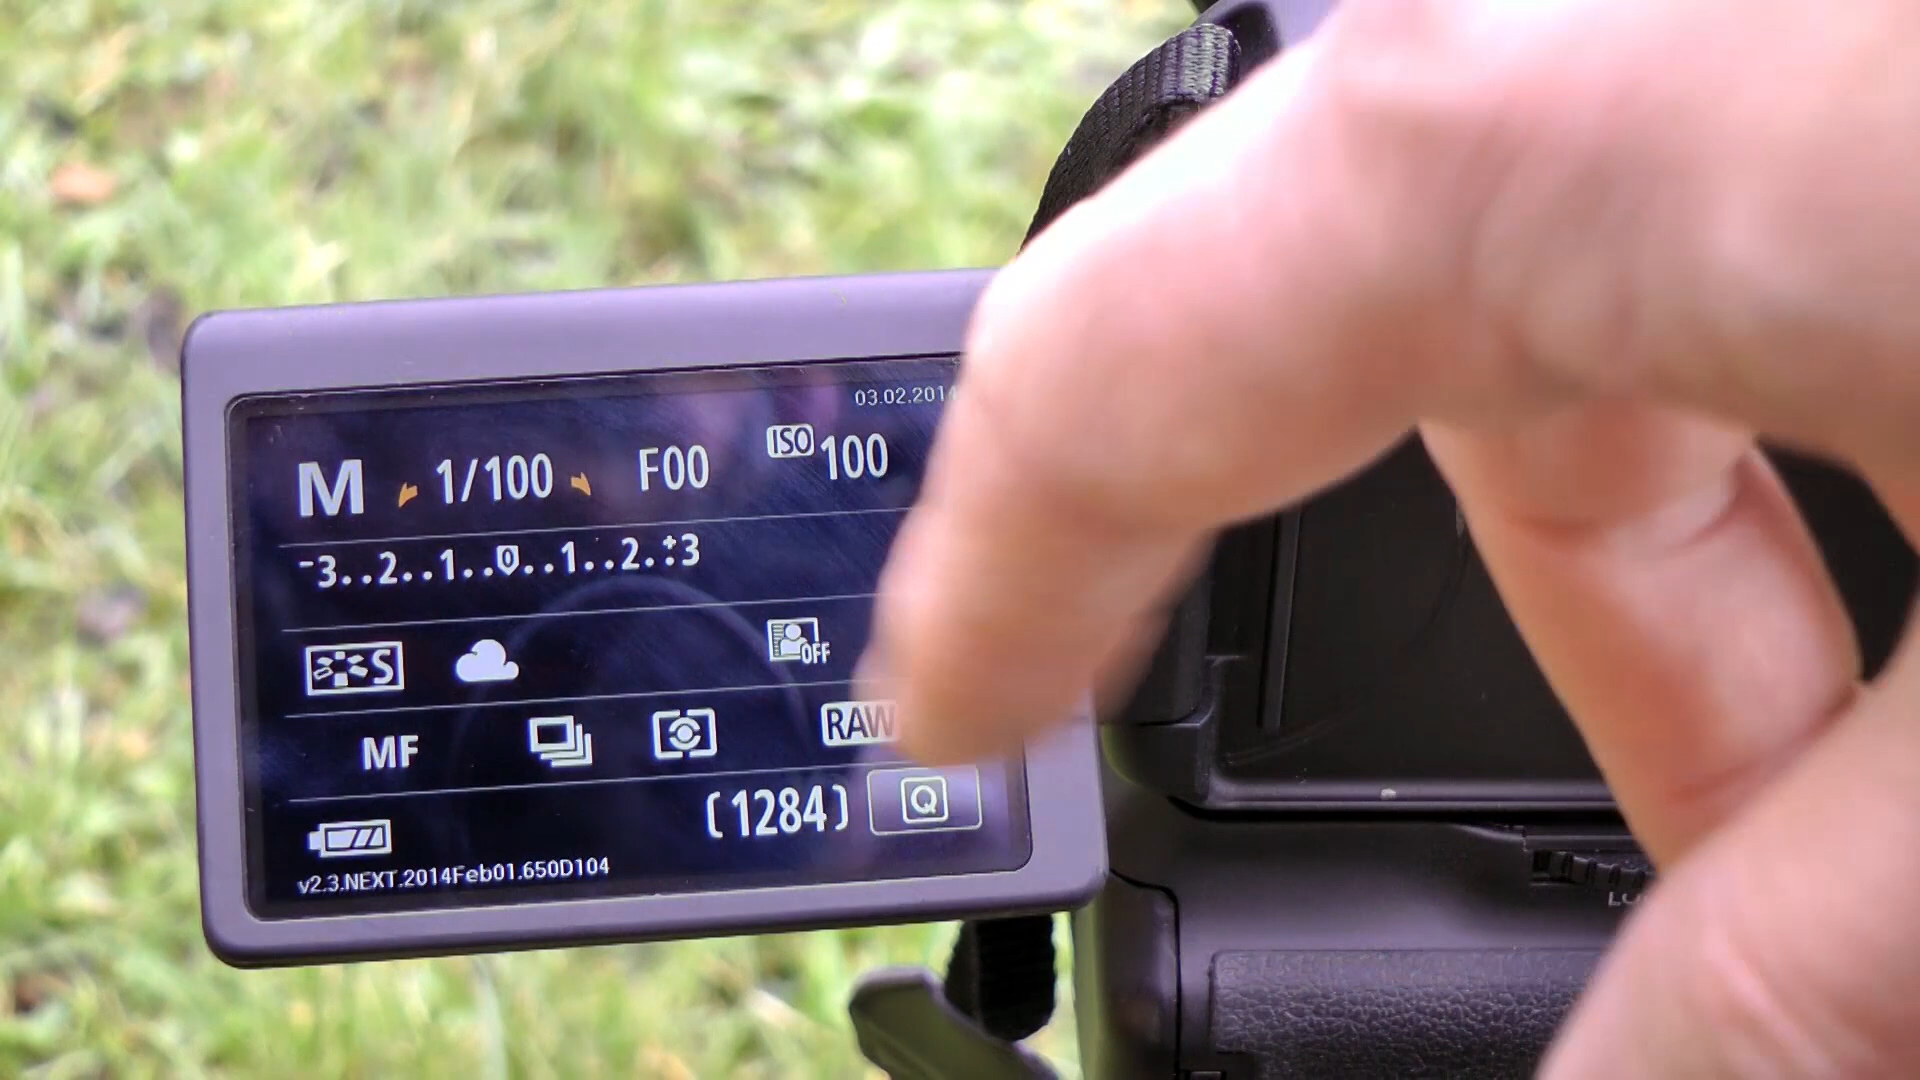 03.02.2014
M 1/100 F00 ISO 100
-3..2..1..0..1..2.:+3
S OFF
MF RAW
(1284) Q
v2.3.NEXT.2014Feb01.650D104